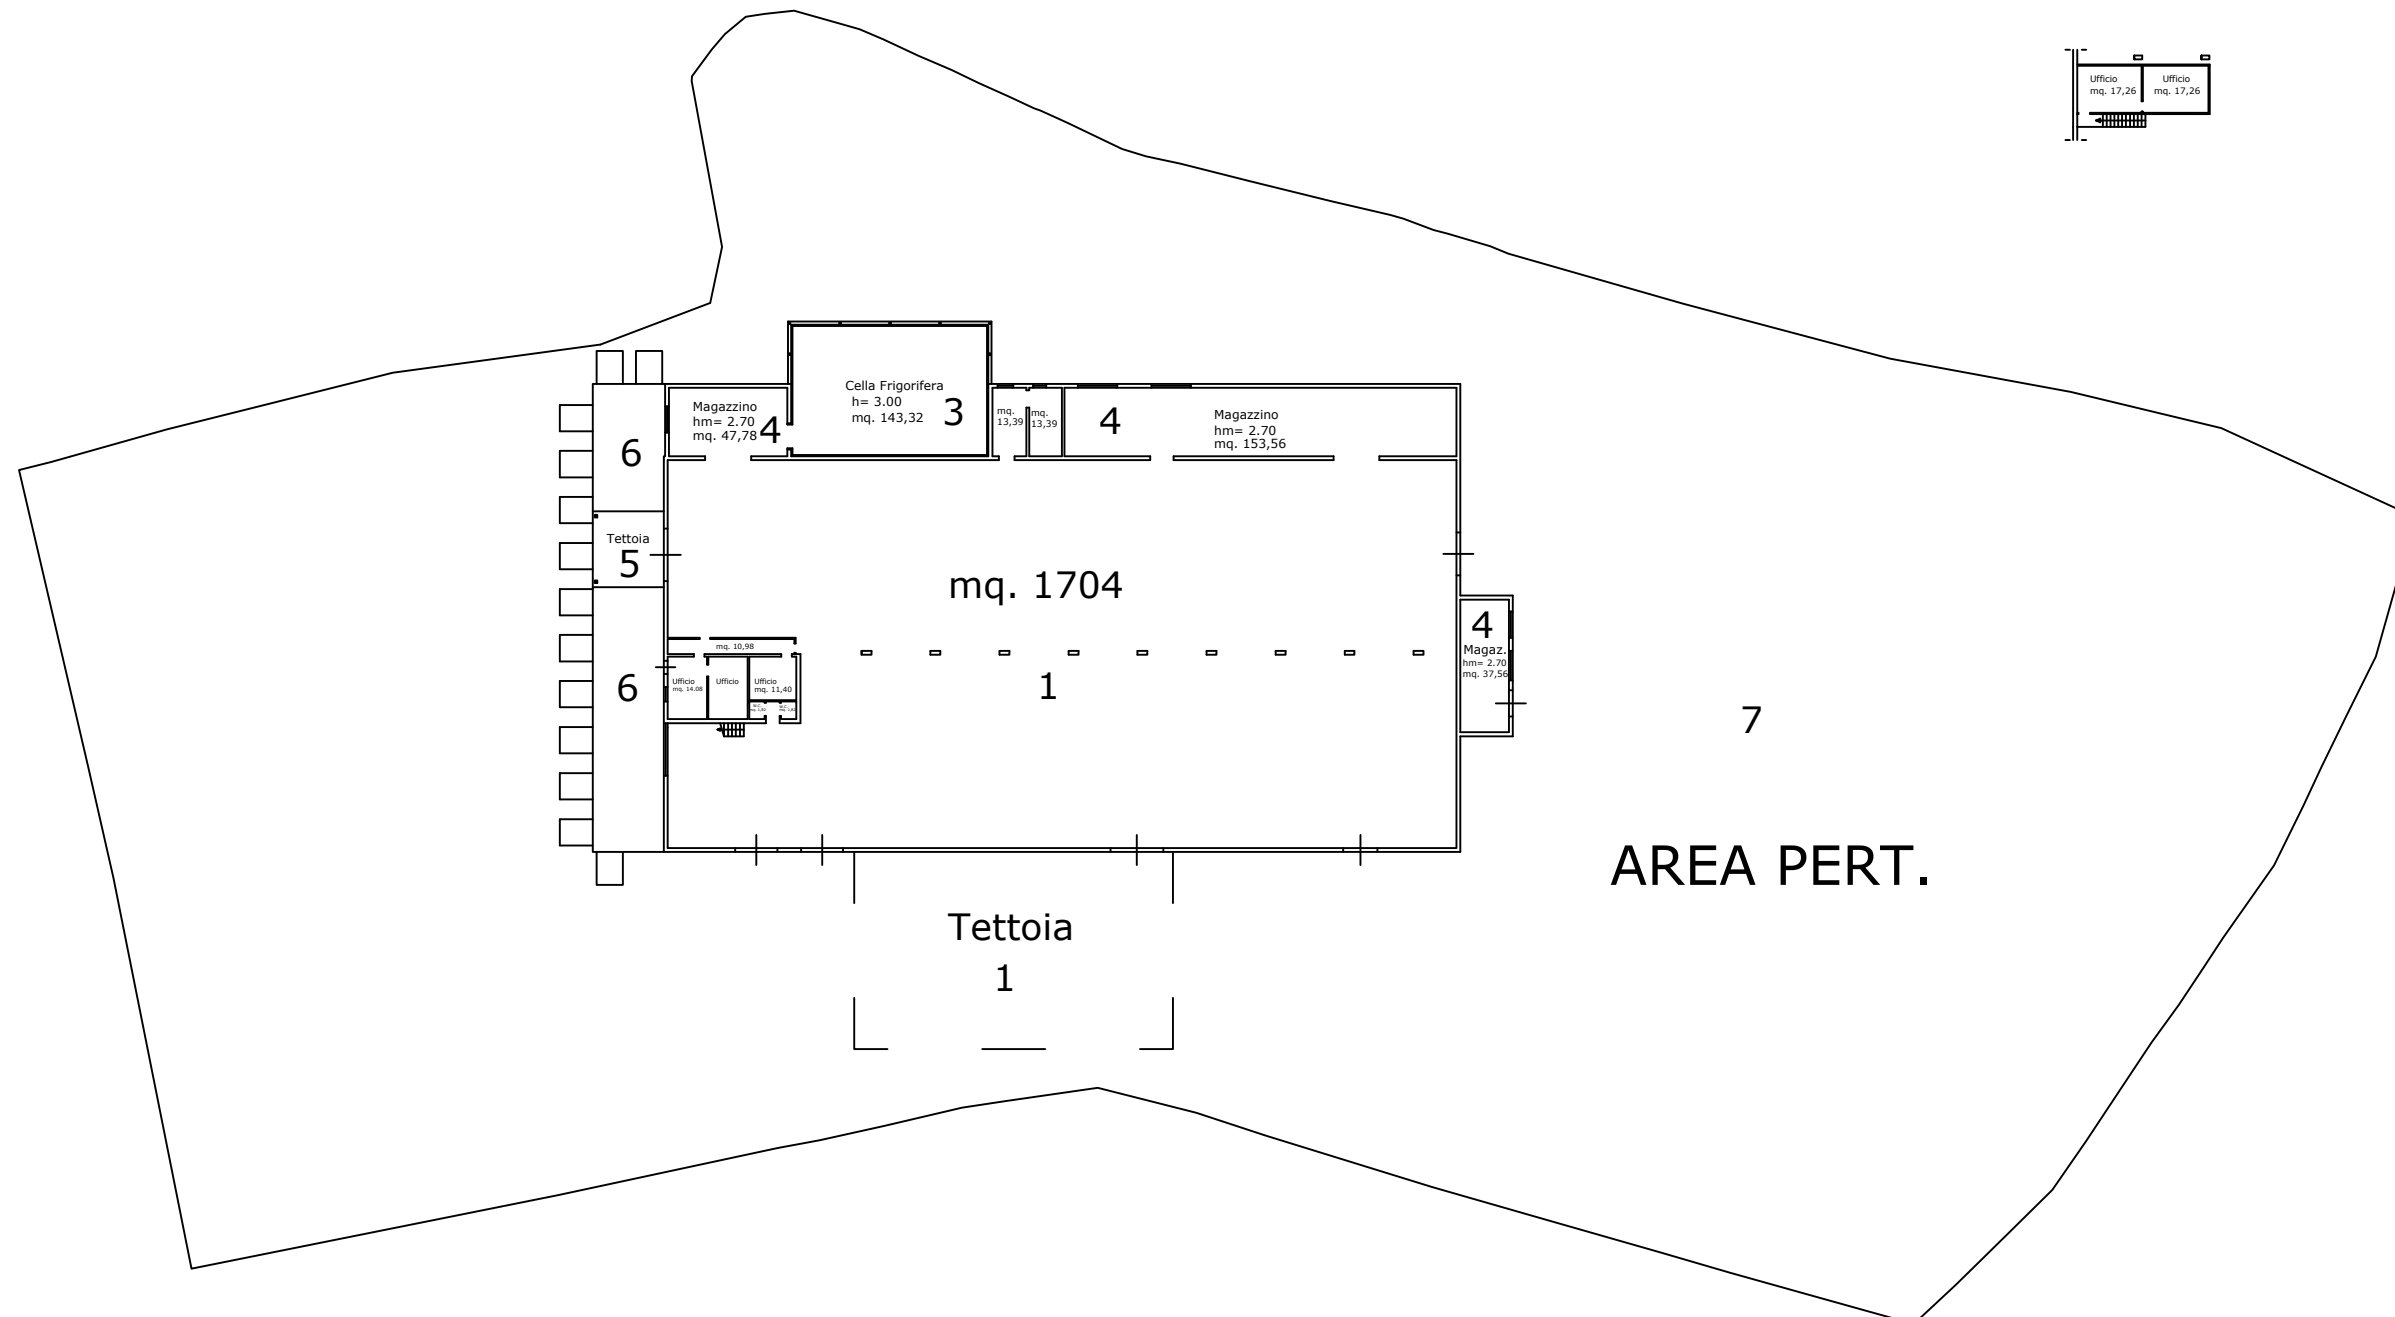 Ufficio
mq. 17,26
Ufficio
mq. 17,26
Cella Frigorifera
h= 3.00
mq. 143,32
3
Magazzino
hm= 2.70
mq. 47,78
4
mq.
13,39
mq.
13,39
4
Magazzino
hm= 2.70
mq. 153,56
6
Tettoia
5
mq. 1704
4
Magaz.
hm= 2.70
mq. 37,56
mq. 10,98
Ufficio
mq. 14.08
Ufficio
Ufficio
mq. 11,40
6
1
7
AREA PERT.
Tettoia
1